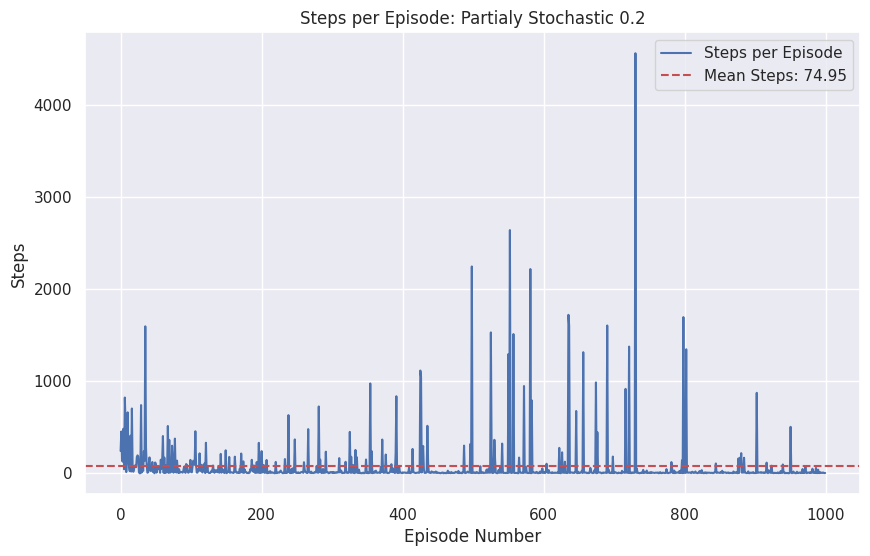 Steps per Episode: Partialy Stochastic 0.2
Steps per Episode
Mean Steps: 74.95
4000
3000
2000
1000
0
Steps
0 200 400 600 800 1000
Episode Number